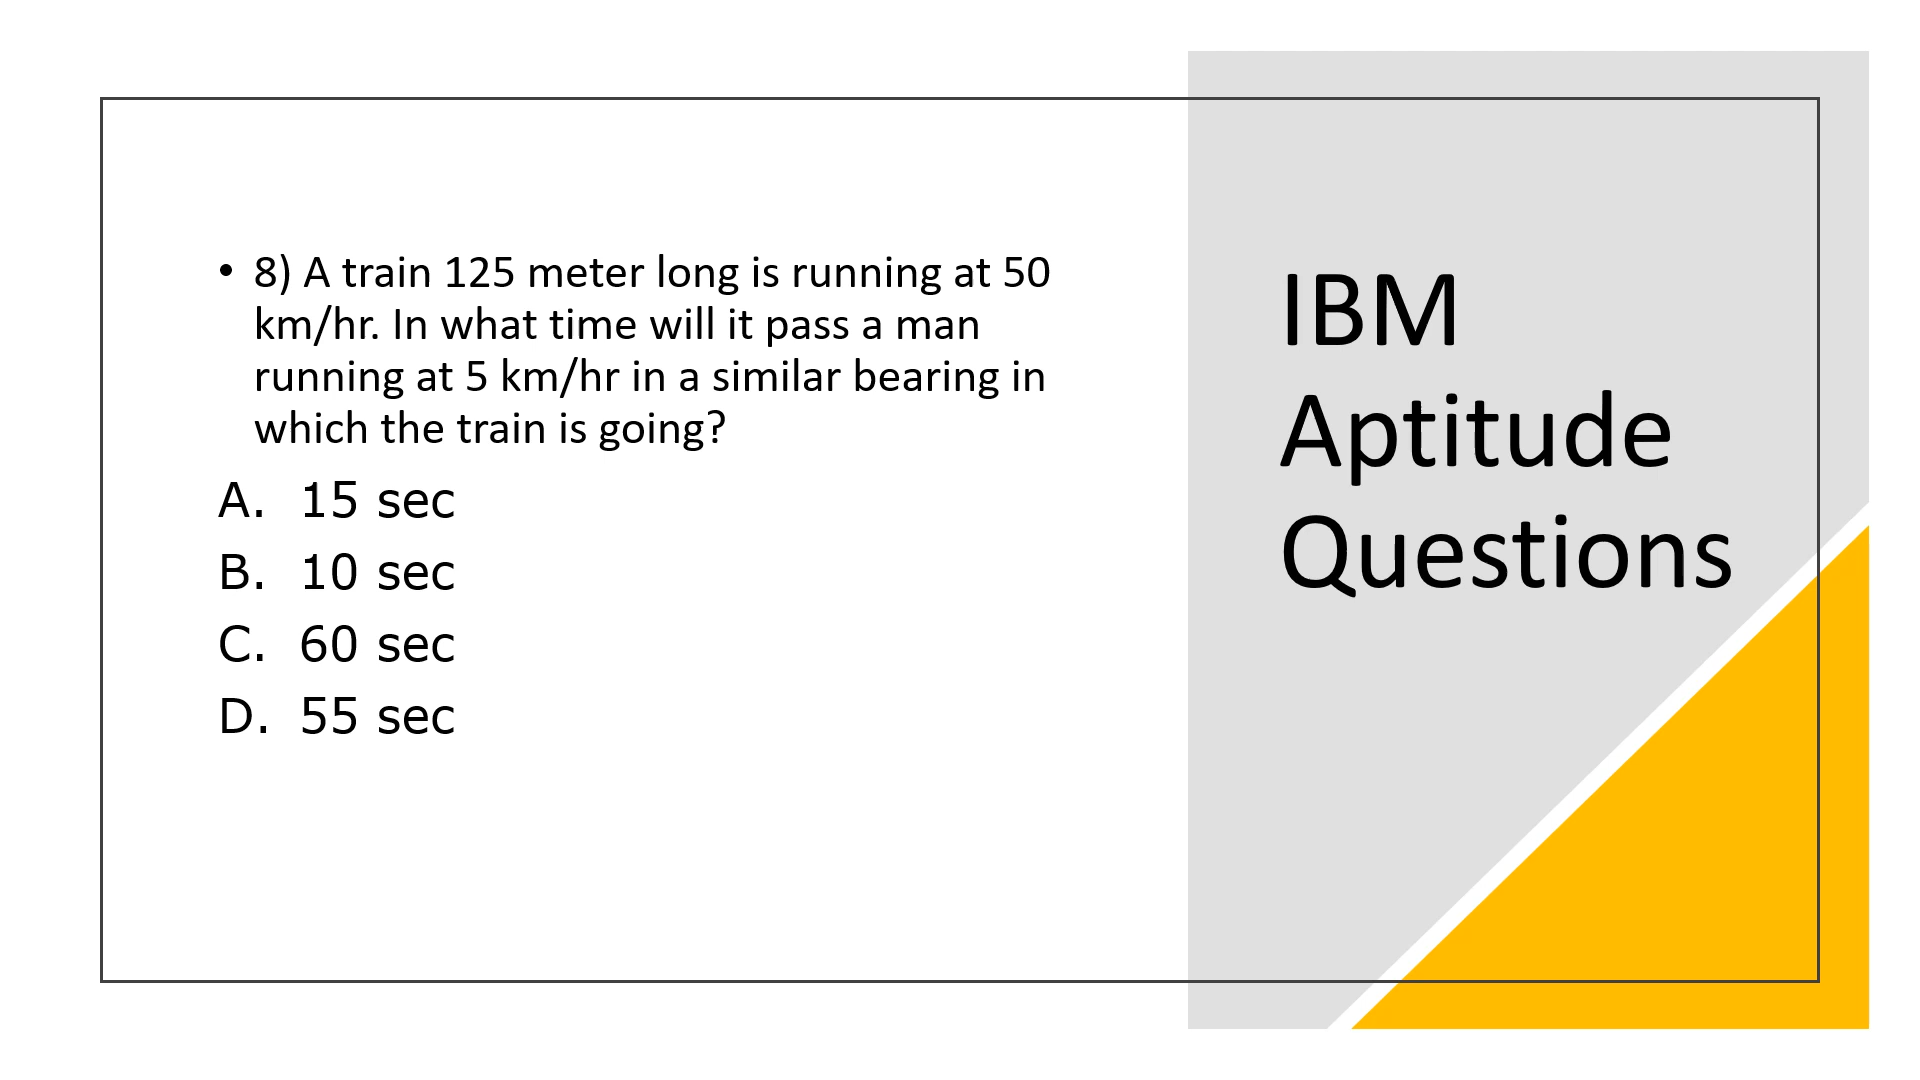 • 8) A train 125 meter long is running at 50
km/hr. In what time will it pass a man
running at 5 km/hr in a similar bearing in
which the train is going?
A. 15 sec
B. 10 sec
C. 60 sec
D. 55 sec
IBM
Aptitude
Questions